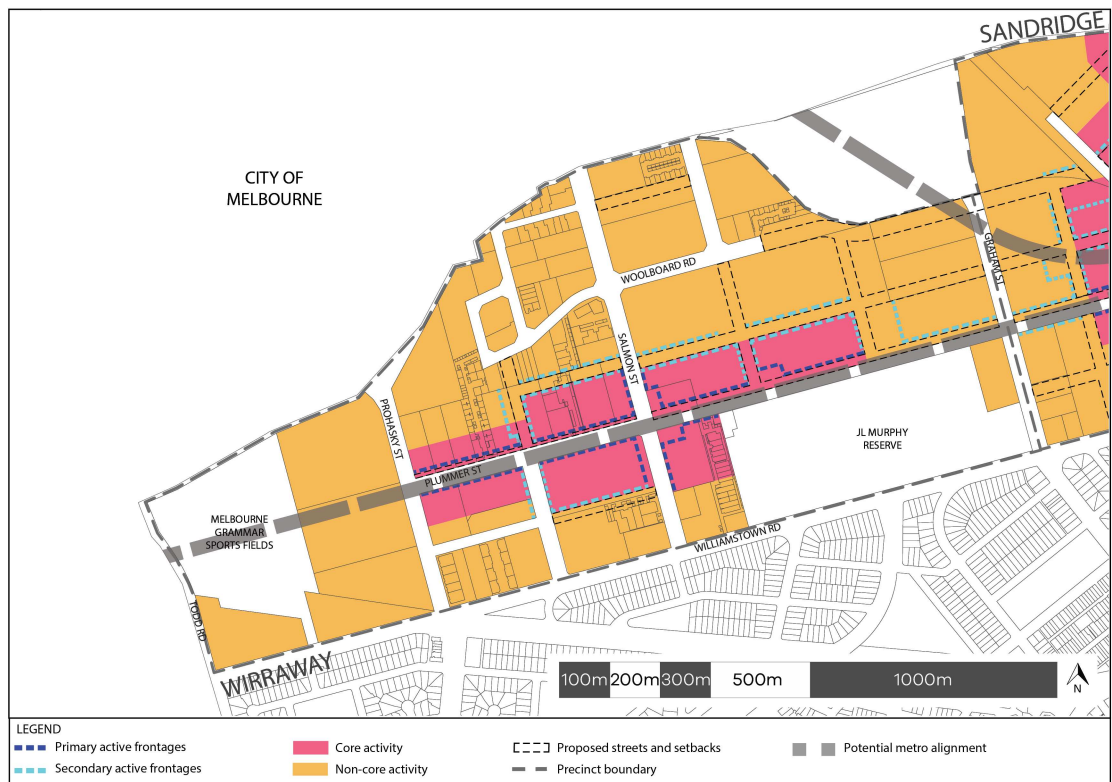 SANDRIDGE
CITY OF
MELBOURNE
WOOLBOARD RD
GRAHAM ST
SALMON ST
PROHASKY ST
JL MURPHY
RESERVE
PLUMMER ST
MELBOURNE
GRAMMAR
SPORTS FIELDS
WILLIAMSTOWN RD
TODD RD
WIRRAWAY
100m 200m 300m 500m 1000m
N
LEGEND
Primary active frontages
Core activity
Proposed streets and setbacks
Potential metro alignment
Secondary active frontages
Non-core activity
Precinct boundary